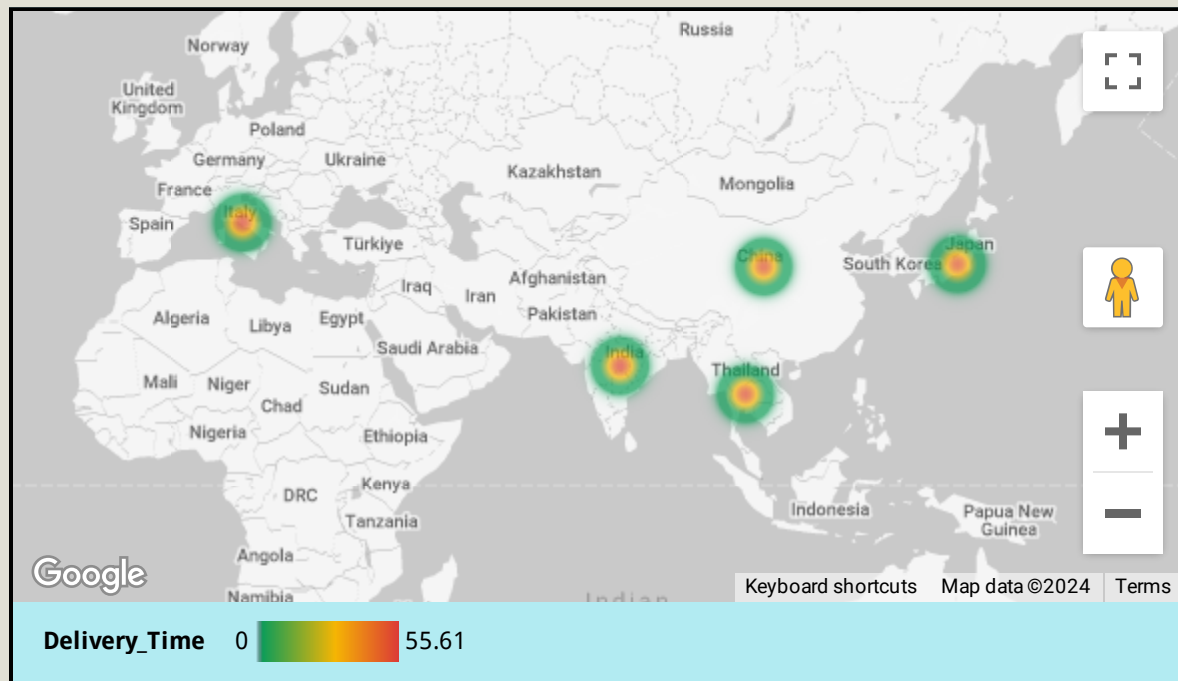 Russia
Norway
United
Kingdom
Poland
Germany
Ukraine
Kazakhstan
France
Mongolia
Italy
Spain
Türkiye
China
South Korea
Japan
Afghanistan
Iraq
Iran
Pakistan
Algeria
Libya
Egypt
Saudi Arabia
India
Thailand
Mali
Niger
Sudan
Chad
Nigeria
Ethiopia
DRC
Kenya
Tanzania
Indonesia
Papua New
Guinea
Angola
Namibia
Indian
Google
Keyboard shortcuts
Map data ©2024
Terms
Delivery_Time 0 55.61